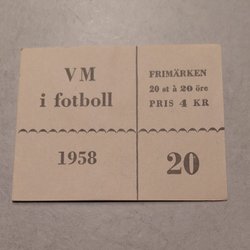 VM
i fotboll
1958
FRIMÄRKEN
20 st à 20 öre
PRIS 4 KR
20